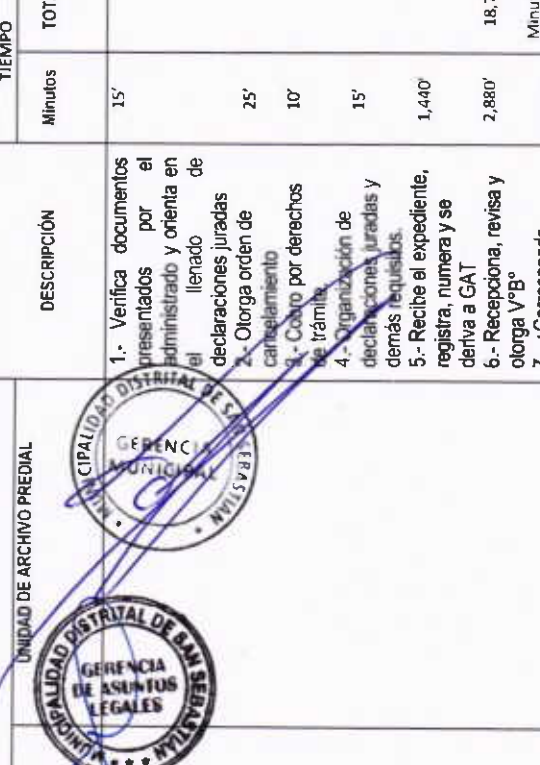 TIEMPO
UNIDAD DE ARCHIVO PREDIAL
DESCRIPCIÓN
Minutos
TOT
1.- Verifica documentos
presentados por el
administrado y orienta en
el llenado de
declaraciones juradas
15'
2.- Otorga orden de
cancelamiento
25'
3.- Cobro por derechos
de trámite
10'
4.- Organización de
declaraciones juradas y
demás requisitos.
15'
5.- Recibe el expediente,
registra, numera y se
deriva a GAT
1,440'
6.- Recepciona, revisa y
otorga V°B°
2,880'
18,7
Minu
MUNICIPALIDAD DISTRITAL DE SAN SEBASTIAN
GERENCIA
MUNICIPAL
MUNICIPALIDAD DISTRITAL DE SAN SEBASTIAN
GERENCIA
DE ASUNTOS
LEGALES